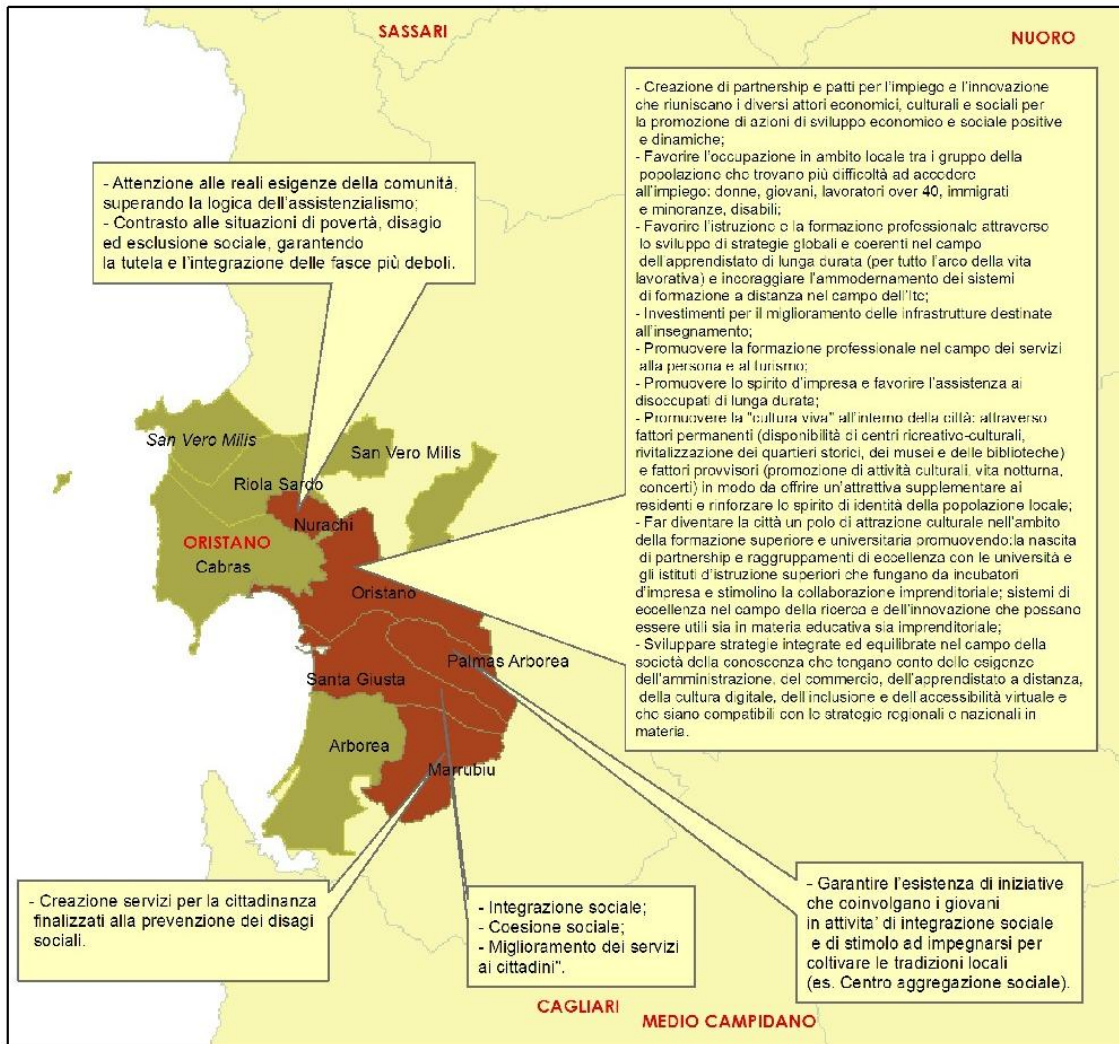 SASSARI
NUORO
- Creazione di partnership e patti per l'impiego e l'innovazione
che riuniscano i diversi attori economici, culturali e sociali per
la promozione di azioni di sviluppo economico e sociale positive
e dinamiche;
- Favorire l'occupazione in ambito locale tra i gruppo della
popolazione che trovano più difficoltà ad accedere
all'impiego: donne, giovani, lavoratori over 40, immigrati
e minoranze, disabili;
- Favorire l'istruzione e la formazione professionale attraverso
lo sviluppo di strategie globali e coerenti nel campo
dell'apprendistato di lunga durata (per tutto l'arco della vita
lavorativa) e incoraggiare l'ammodernamento dei sistemi
di formazione a distanza nel campo dell'Itc;
- Investimenti per il miglioramento delle infrastrutture destinate
all'insegnamento;
- Promuovere la formazione professionale nel campo dei servizi
alla persona e al turismo;
- Promuovere lo spirito d'impresa e favorire l'assistenza ai
disoccupati di lunga durata;
- Promuovere la "cultura viva" all'interno della città: attraverso
fattori permanenti (disponibilità di centri ricreativo-culturali,
rivitalizzazione dei quartieri storici, dei musei e delle biblioteche)
e fattori provvisori (promozione di attività culturali, vita notturna,
concerti) in modo da offrire un'attrattiva supplementare ai
residenti e rinforzare lo spirito di identità della popolazione locale;
- Far diventare la città un polo di attrazione culturale nell'ambito
della formazione superiore e universitaria promuovendo:la nascita
di partnership e raggruppamenti di eccellenza con le università e
gli istituti d'istruzione superiori che fungano da incubatori
d'impresa e stimolino la collaborazione imprenditoriale; sistemi di
eccellenza nel campo della ricerca e dell'innovazione che possano
essere utili sia in materia educativa sia imprenditoriale;
- Sviluppare strategie integrate ed equilibrate nel campo della
società della conoscenza che tengano conto delle esigenze
dell'amministrazione, del commercio, dell'apprendistato a distanza,
della cultura digitale, dell'inclusione e dell'accessibilità virtuale e
che siano compatibili con le strategie regionali e nazionali in
materia.
- Attenzione alle reali esigenze della comunità,
superando la logica dell'assistenzialismo;
- Contrasto alle situazioni di povertà, disagio
ed esclusione sociale, garantendo
la tutela e l'integrazione delle fasce più deboli.
San Vero Milis
San Vero Milis
Riola Sardo
Nurachi
ORISTANO
Cabras
Oristano
Palmas Arborea
Santa Giusta
Arborea
Marrubiu
- Creazione servizi per la cittadinanza
finalizzati alla prevenzione dei disagi
sociali.
- Integrazione sociale;
- Coesione sociale;
- Miglioramento dei servizi
ai cittadini".
- Garantire l'esistenza di iniziative
che coinvolgano i giovani
in attivita' di integrazione sociale
e di stimolo ad impegnarsi per
coltivare le tradizioni locali
(es. Centro aggregazione sociale).
CAGLIARI
MEDIO CAMPIDANO